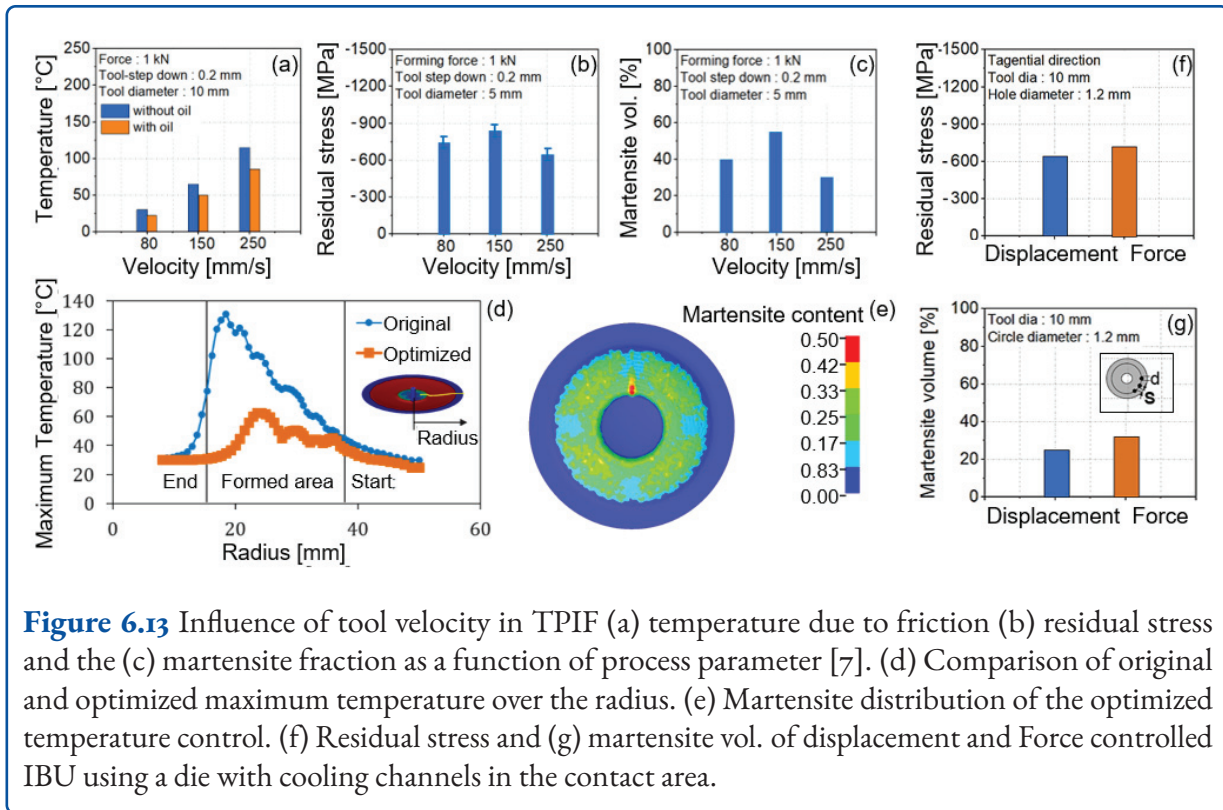 (a)
Force : 1 kN
Tool-step down : 0.2 mm
Tool diameter : 10 mm
without oil
with oil
Temperature [°C]
250
200
150
100
50
0
80 150 250
Velocity [mm/s]
(b)
Forming force : 1 kN
Tool step down : 0.2 mm
Tool diameter : 5 mm
Residual stress [MPa]
-1500
-1200
-900
-600
-300
0
80 150 250
Velocity [mm/s]
(c)
Forming force : 1 kN
Tool step down : 0.2 mm
Tool diameter : 5 mm
Martensite vol. [%]
100
80
60
40
20
0
80 150 250
Velocity [mm/s]
(f)
Tagential direction
Tool dia : 10 mm
Hole diameter : 1.2 mm
Residual stress [MPa]
-1500
-1200
-900
-600
-300
0
Displacement Force
(d)
Original
Optimized
Radius
Maximum Temperature [°C]
140
120
100
80
60
40
20
0
End Formed area Start:
0 20 40 60
Radius [mm]
Martensite content (e)
0.50
0.42
0.33
0.25
0.17
0.83
0.00
(g)
Tool dia : 10 mm
Circle diameter : 1.2 mm
d
s
Martensite volume [%]
100
80
60
40
20
0
Displacement Force
Figure 6.13 Influence of tool velocity in TPIF (a) temperature due to friction (b) residual stress
and the (c) martensite fraction as a function of process parameter [7]. (d) Comparison of original
and optimized maximum temperature over the radius. (e) Martensite distribution of the optimized
temperature control. (f) Residual stress and (g) martensite vol. of displacement and Force controlled
IBU using a die with cooling channels in the contact area.